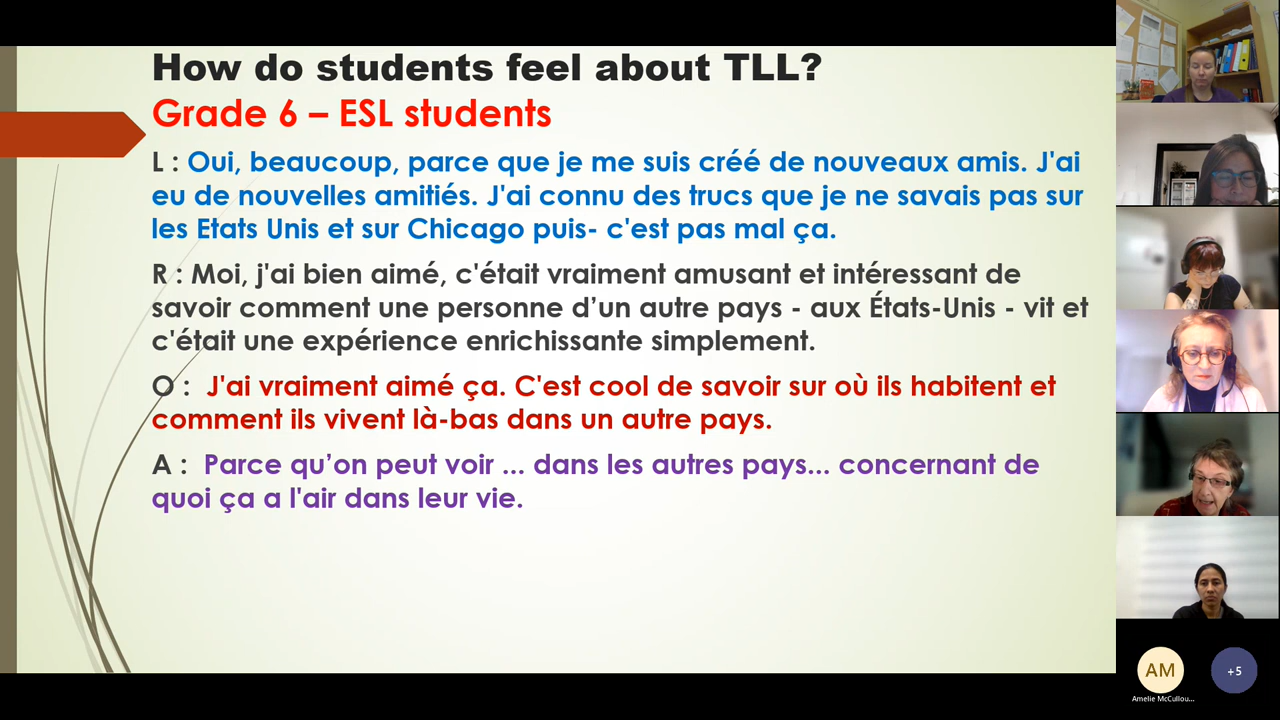 How do students feel about TLL?
Grade 6 – ESL students
L : Oui, beaucoup, parce que je me suis créé de nouveaux amis. J'ai
eu de nouvelles amitiés. J'ai connu des trucs que je ne savais pas sur
les Etats Unis et sur Chicago puis- c'est pas mal ça.
R : Moi, j'ai bien aimé, c'était vraiment amusant et intéressant de
savoir comment une personne d’un autre pays - aux États-Unis - vit et
c'était une expérience enrichissante simplement.
O : J'ai vraiment aimé ça. C'est cool de savoir sur où ils habitent et
comment ils vivent là-bas dans un autre pays.
A : Parce qu’on peut voir ... dans les autres pays... concernant de
quoi ça a l'air dans leur vie.
AM
+5
Amelie McCullou...